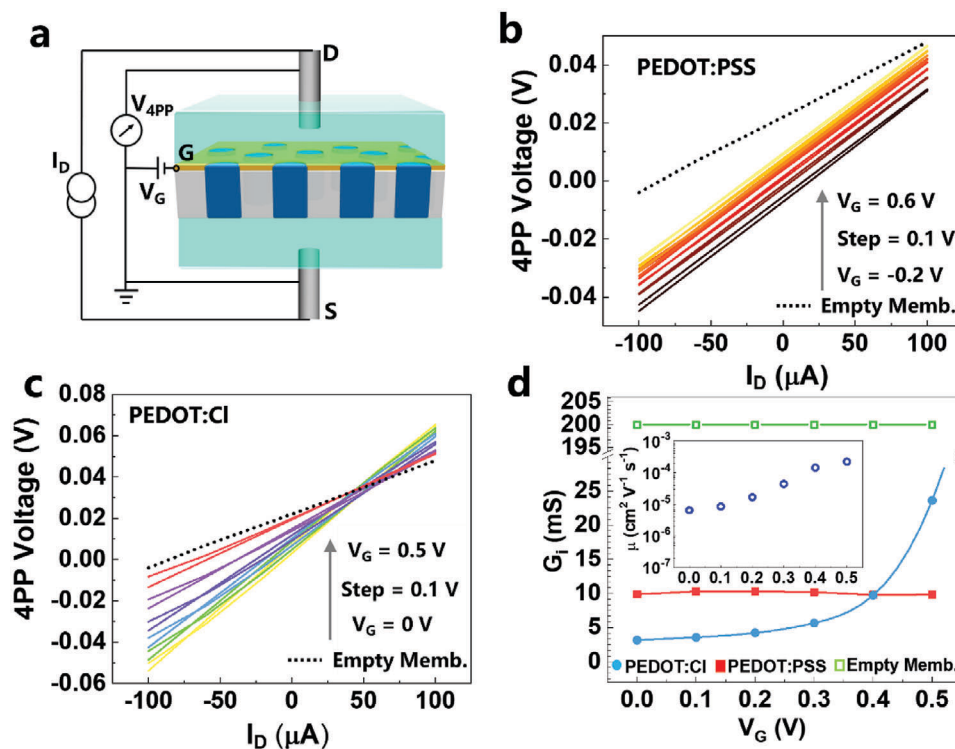 a
D
V4PP
ID
G
VG
S
b
PEDOT:PSS
4PP Voltage (V)
0.04
0.02
0.00
-0.02
-0.04
VG = 0.6 V
Step = 0.1 V
VG = -0.2 V
Empty Memb.
-100 -50 0 50 100
ID (μA)
c
PEDOT:Cl
4PP Voltage (V)
0.08
0.06
0.04
0.02
0.00
-0.02
-0.04
-0.06
VG = 0.5 V
Step = 0.1 V
VG = 0 V
Empty Memb.
-100 -50 0 50 100
ID (μA)
d
Gi (mS)
205
200
195
25
20
15
10
5
0
μ (cm² V⁻¹ s⁻¹)
10⁻³
10⁻⁴
10⁻⁵
10⁻⁶
10⁻⁷
0.0 0.1 0.2 0.3 0.4 0.5
PEDOT:Cl PEDOT:PSS Empty Memb.
0.0 0.1 0.2 0.3 0.4 0.5
VG (V)